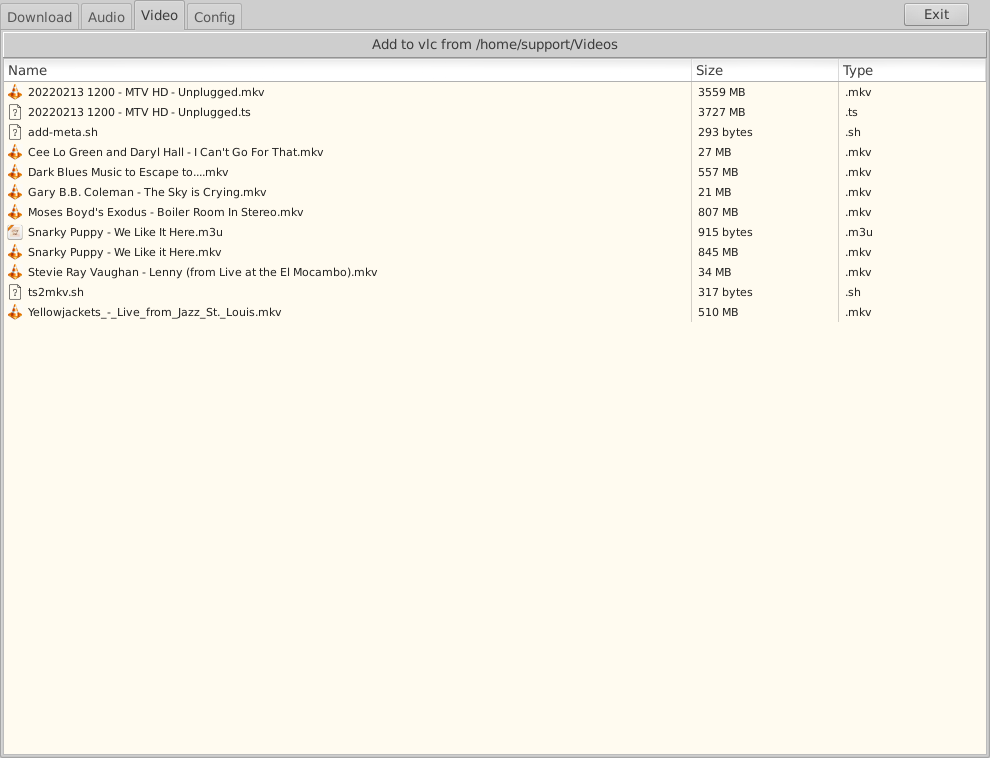 Download Audio Video Config Exit
Add to vlc from /home/support/Videos
Name Size Type
20220213 1200 - MTV HD - Unplugged.mkv 3559 MB .mkv
20220213 1200 - MTV HD - Unplugged.ts 3727 MB .ts
add-meta.sh 293 bytes .sh
Cee Lo Green and Daryl Hall - I Can't Go For That.mkv 27 MB .mkv
Dark Blues Music to Escape to....mkv 557 MB .mkv
Gary B.B. Coleman - The Sky is Crying.mkv 21 MB .mkv
Moses Boyd's Exodus - Boiler Room In Stereo.mkv 807 MB .mkv
Snarky Puppy - We Like It Here.m3u 915 bytes .m3u
Snarky Puppy - We Like it Here.mkv 845 MB .mkv
Stevie Ray Vaughan - Lenny (from Live at the El Mocambo).mkv 34 MB .mkv
ts2mkv.sh 317 bytes .sh
Yellowjackets_-_Live_from_Jazz_St._Louis.mkv 510 MB .mkv